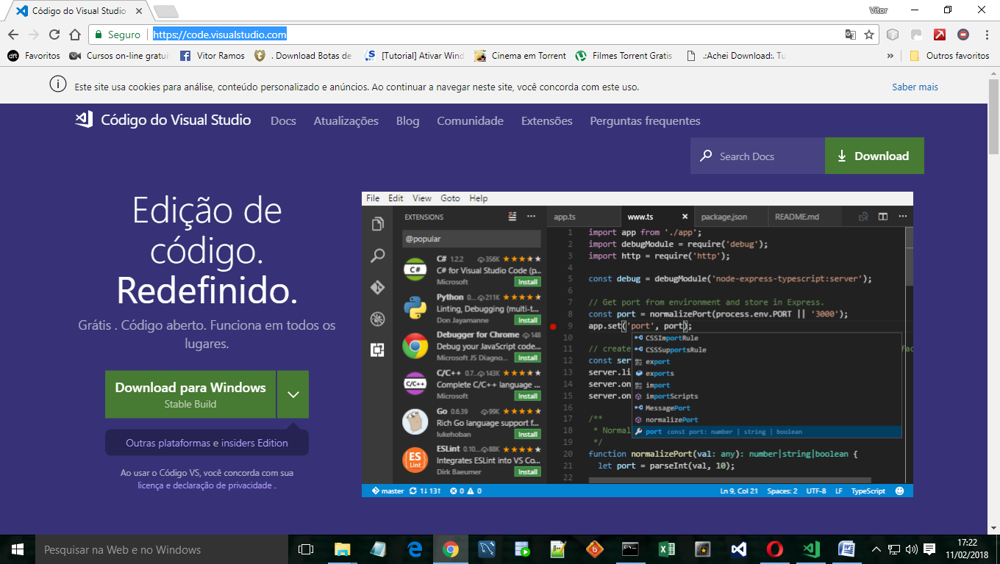 Código do Visual Studio
Vitor
Seguro | https://code.visualstudio.com
Favoritos Cursos on-line gratui Vitor Ramos . Download Botas de [Tutorial] Ativar Wind Cinema em Torrent Filmes Torrent Gratis .:Achei Download:. Tu » Outros favoritos
Este site usa cookies para análise, conteúdo personalizado e anúncios. Ao continuar a navegar neste site, você concorda com este uso. Saber mais
Código do Visual Studio Docs Atualizações Blog Comunidade Extensões Perguntas frequentes
Search Docs Download
Edição de
código.
Redefinido.
Grátis . Código aberto. Funciona em todos os
lugares.
Download para Windows
Stable Build
Outras plataformas e insiders Edition
Ao usar o Código VS, você concorda com sua
licença e declaração de privacidade .
File Edit View Goto Help
EXTENSIONS
@popular
C# 1.2.2 356K
C# for Visual Studio Code (p...
Microsoft Install
Python 0... 211K
Linting, Debugging (multi-t...
Don Jayamanne Install
Debugger for Chrome 148
Debug your JavaScript code...
Microsoft JS Diagno... Install
C/C++ 0.7... 143K
Complete C/C++ language ...
Microsoft Install
Go 0.6.39 99K
Rich Go language support f...
lukehoban Install
ESLint 0.10... 88K
Integrates ESLint into VS Co...
Dirk Baeumer Install
app.ts www.ts package.json README.md
1 import app from './app';
2 import debugModule = require('debug');
3 import http = require('http');
4
5 const debug = debugModule('node-express-typescript:server');
6
7 // Get port from environment and store in Express.
8 const port = normalizePort(process.env.PORT || '3000');
9 app.set('port', port);
10 CSSImportRule
CSSSupportsRule
11 // create
12 const ser export
13 server.li exports
14 server.on import
15 server.on importScripts
16 MessagePort
17 /** normalizePort
18 * Normal port const port: number | string | boolean
19 */
20 function normalizePort(val: any): number|string|boolean {
21 let port = parseInt(val, 10);
22
master 1↓ 13↑ 0 0 Ln 9, Col 21 Spaces: 2 UTF-8 LF TypeScript
Pesquisar na Web e no Windows
17:22
11/02/2018